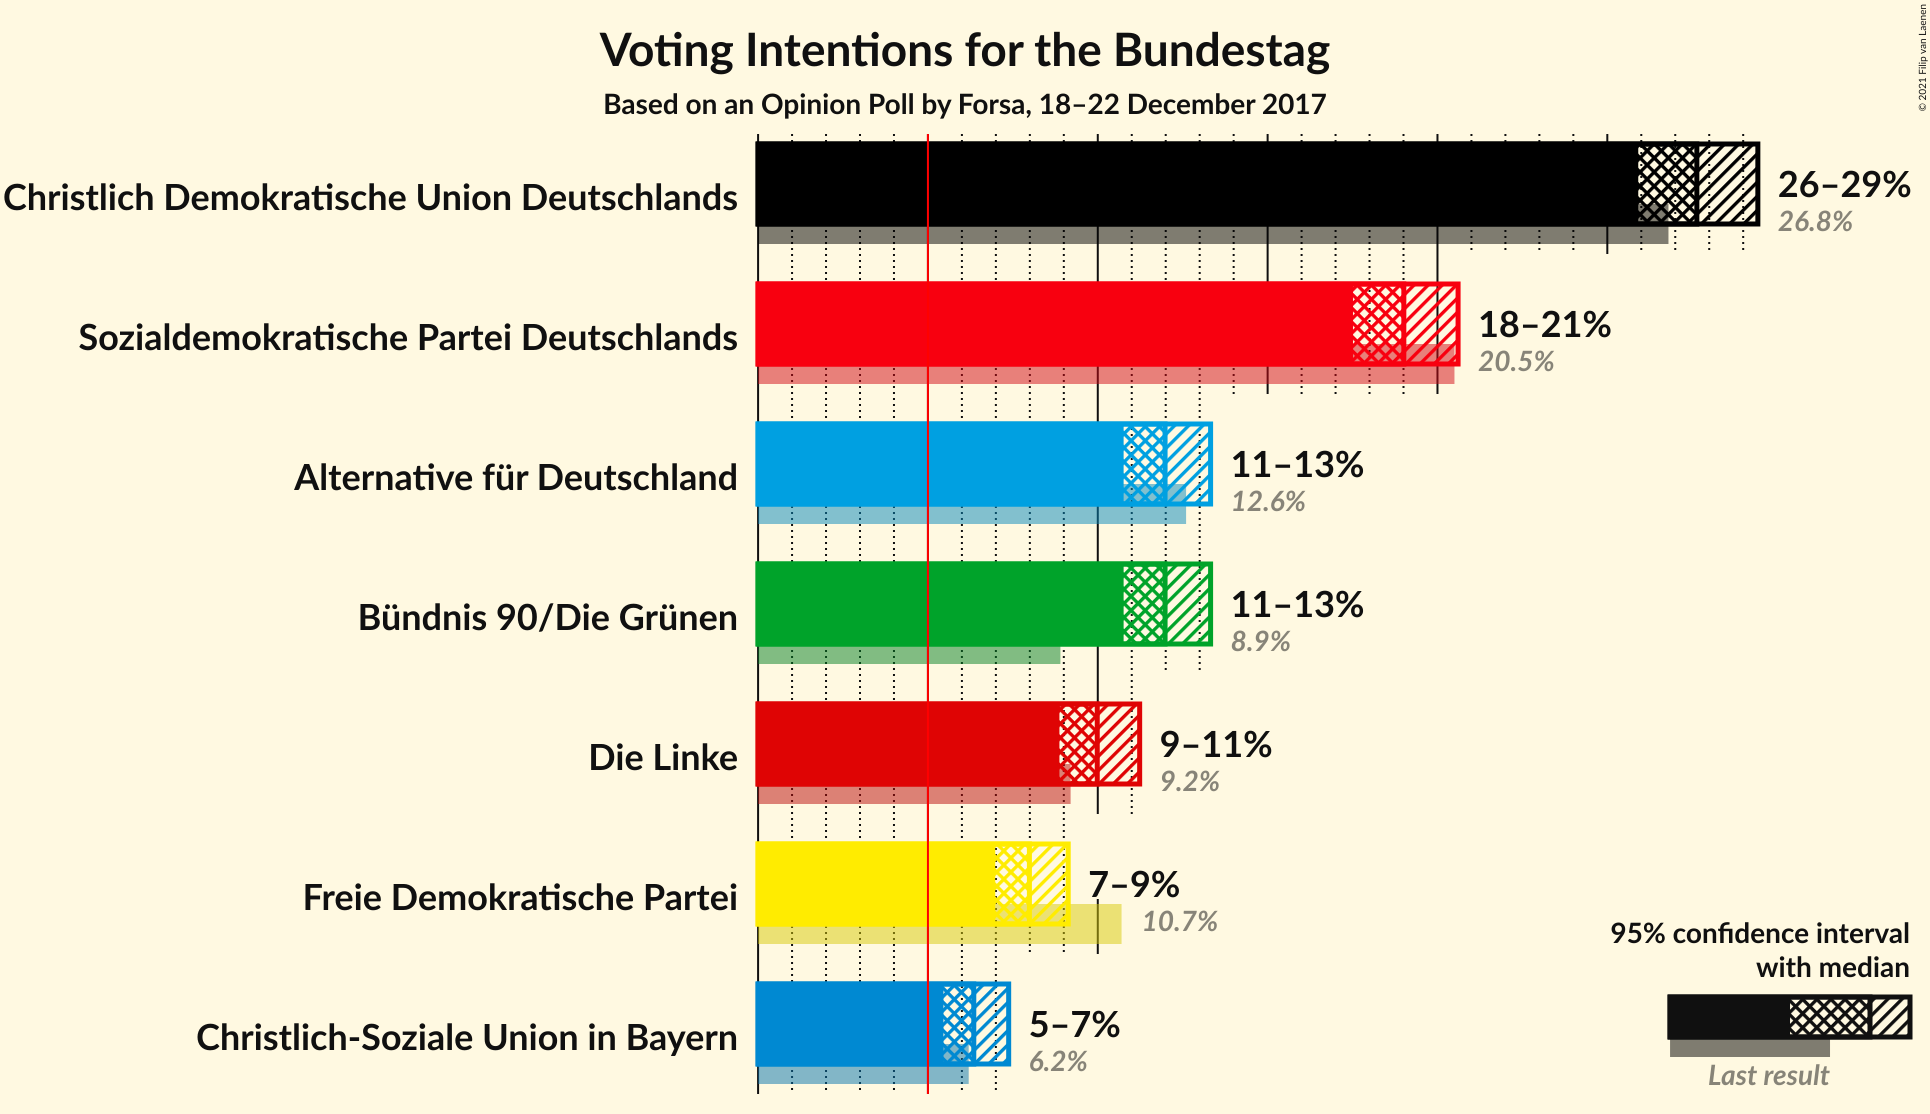 Voting Intentions for the Bundestag
Based on an Opinion Poll by Forsa, 18–22 December 2017
© 2021 Filip van Laenen
Christlich Demokratische Union Deutschlands
26–29%
26.8%
Sozialdemokratische Partei Deutschlands
18–21%
20.5%
Alternative für Deutschland
11–13%
12.6%
Bündnis 90/Die Grünen
11–13%
8.9%
Die Linke
9–11%
9.2%
Freie Demokratische Partei
7–9%
10.7%
Christlich-Soziale Union in Bayern
5–7%
6.2%
95% confidence interval
with median
Last result